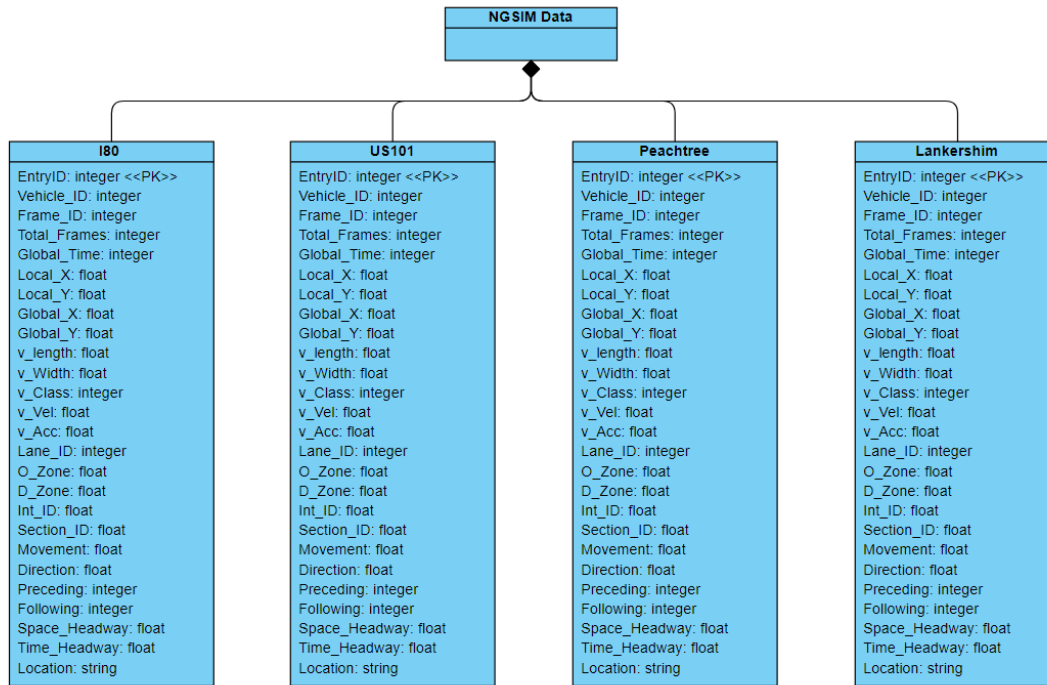 NGSIM Data
I80
EntryID: integer <<PK>>
Vehicle_ID: integer
Frame_ID: integer
Total_Frames: integer
Global_Time: integer
Local_X: float
Local_Y: float
Global_X: float
Global_Y: float
v_length: float
v_Width: float
v_Class: integer
v_Vel: float
v_Acc: float
Lane_ID: integer
O_Zone: float
D_Zone: float
Int_ID: float
Section_ID: float
Movement: float
Direction: float
Preceding: integer
Following: integer
Space_Headway: float
Time_Headway: float
Location: string
US101
EntryID: integer <<PK>>
Vehicle_ID: integer
Frame_ID: integer
Total_Frames: integer
Global_Time: integer
Local_X: float
Local_Y: float
Global_X: float
Global_Y: float
v_length: float
v_Width: float
v_Class: integer
v_Vel: float
v_Acc: float
Lane_ID: integer
O_Zone: float
D_Zone: float
Int_ID: float
Section_ID: float
Movement: float
Direction: float
Preceding: integer
Following: integer
Space_Headway: float
Time_Headway: float
Location: string
Peachtree
EntryID: integer <<PK>>
Vehicle_ID: integer
Frame_ID: integer
Total_Frames: integer
Global_Time: integer
Local_X: float
Local_Y: float
Global_X: float
Global_Y: float
v_length: float
v_Width: float
v_Class: integer
v_Vel: float
v_Acc: float
Lane_ID: integer
O_Zone: float
D_Zone: float
Int_ID: float
Section_ID: float
Movement: float
Direction: float
Preceding: integer
Following: integer
Space_Headway: float
Time_Headway: float
Location: string
Lankershim
EntryID: integer <<PK>>
Vehicle_ID: integer
Frame_ID: integer
Total_Frames: integer
Global_Time: integer
Local_X: float
Local_Y: float
Global_X: float
Global_Y: float
v_length: float
v_Width: float
v_Class: integer
v_Vel: float
v_Acc: float
Lane_ID: integer
O_Zone: float
D_Zone: float
Int_ID: float
Section_ID: float
Movement: float
Direction: float
Preceding: integer
Following: integer
Space_Headway: float
Time_Headway: float
Location: string